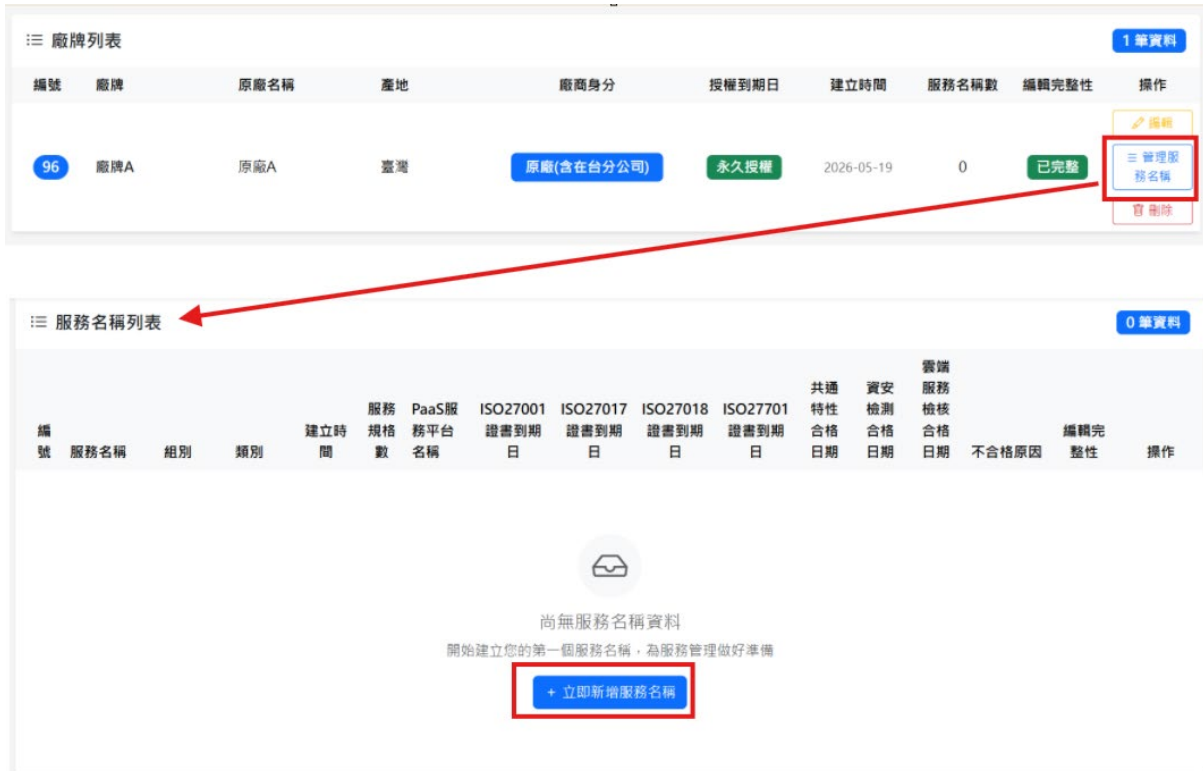 廠牌列表
1 筆資料
編號 廠牌 原廠名稱 產地 廠商身分 授權到期日 建立時間 服務名稱數 編輯完整性 操作
96 廠牌A 原廠A 臺灣 原廠(含在台分公司) 永久授權 2026-05-19 0 已完整
編輯
管理服
務名稱
刪除
服務名稱列表
0 筆資料
編
號
服務名稱
組別
類別
建立時
間
服務
規格
數
PaaS服
務平台
名稱
ISO27001
證書到期
日
ISO27017
證書到期
日
ISO27018
證書到期
日
ISO27701
證書到期
日
共通
特性
合格
日期
資安
檢測
合格
日期
雲端
服務
檢核
合格
日期
不合格原因
編輯完
整性
操作
尚無服務名稱資料
開始建立您的第一個服務名稱，為服務管理做好準備
+ 立即新增服務名稱